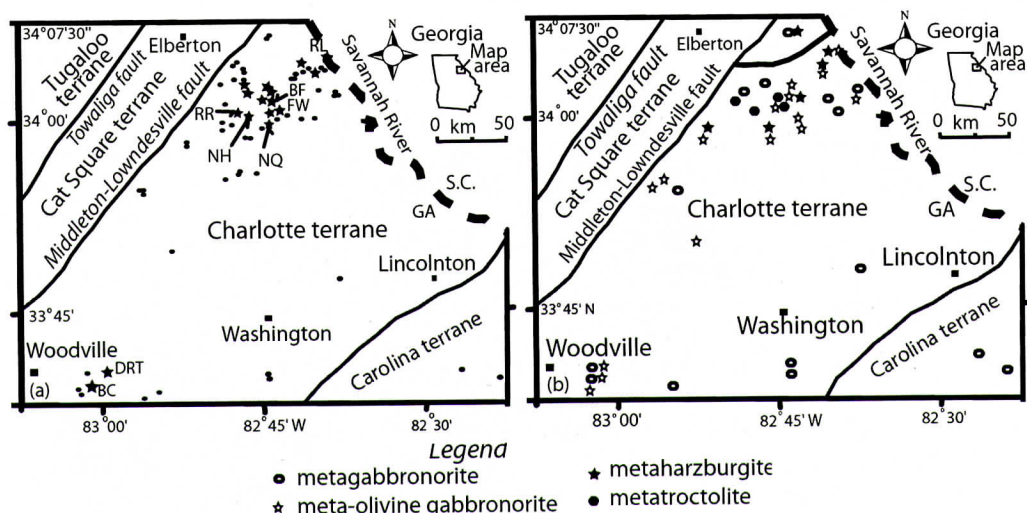 34°07'30"
Elberton
Tugaloo terrane
Towaliga fault
Cat Square terrane
Middleton-Lowndesville fault
RL
Savannah River
N
Georgia
Map area
0 km 50
34°00'
BF
FW
RR
NH
NQ
S.C.
GA
Charlotte terrane
Lincolnton
33°45'
Washington
Woodville
DRT
(a)
BC
Carolina terrane
83°00'
82°45'W
82°30'
b)
34°07'30"
Elberton
Tugaloo terrane
Towaliga fault
Cat Square terrane
Middleton-Lowndesville fault
Savannah River
N
Georgia
Map area
0 km 50
34°00'
S.C.
GA
Charlotte terrane
Lincolnton
33°45' N
Washington
Woodville
(b)
Carolina terrane
83°00'
82°45'W
82°30'
Legend
metagabbronorite
metaharzburgite
meta-olivine gabbronorite
metatroctolite